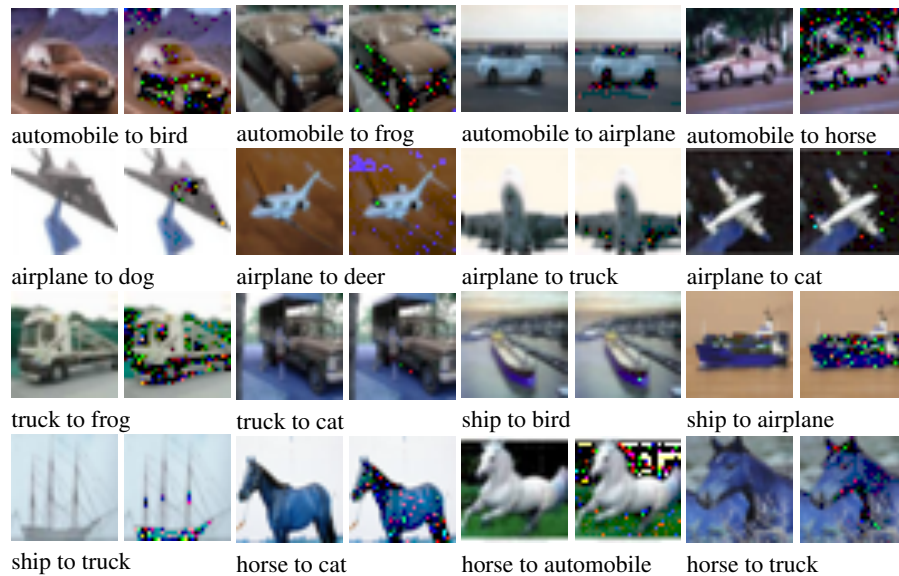 automobile to bird
automobile to frog
automobile to airplane
automobile to horse
airplane to dog
airplane to deer
airplane to truck
airplane to cat
truck to frog
truck to cat
ship to bird
ship to airplane
ship to truck
horse to cat
horse to automobile
horse to truck